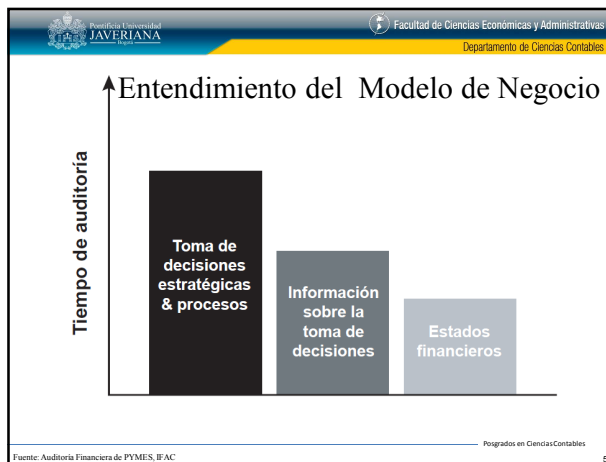 Pontificia Universidad
JAVERIANA
Bogotá
Facultad de Ciencias Económicas y Administrativas
Departamento de Ciencias Contables
Entendimiento del Modelo de Negocio
Tiempo de auditoría
Toma de
decisiones
estratégicas
& procesos
Información
sobre la
toma de
decisiones
Estados
financieros
Posgrados en Ciencias Contables
Fuente: Auditoria Financiera de PYMES, IFAC
5